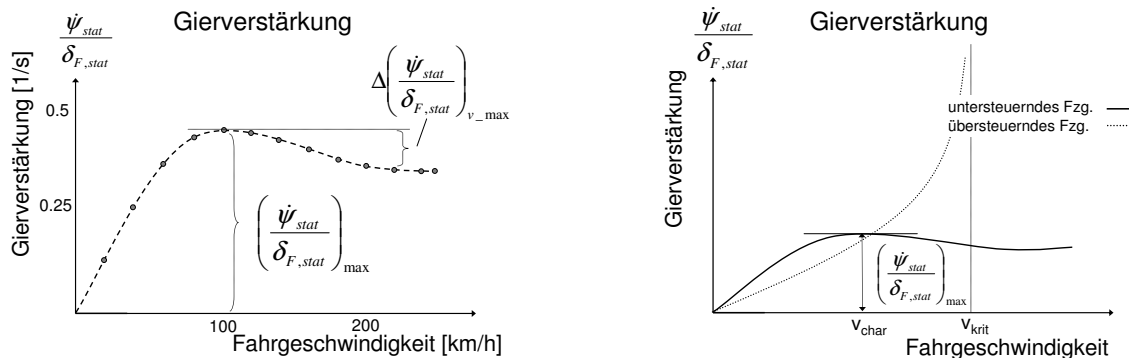 ψ̇_stat / δ_F,stat
Gierverstärkung
Gierverstärkung [1/s]
0.5
0.25
Δ(ψ̇_stat / δ_F,stat)_v_max
(ψ̇_stat / δ_F,stat)_max
100
200
Fahrgeschwindigkeit [km/h]
ψ̇_stat / δ_F,stat
Gierverstärkung
Gierverstärkung
untersteuerndes Fzg.
übersteuerndes Fzg.
(ψ̇_stat / δ_F,stat)_max
v_char
v_krit
Fahrgeschwindigkeit